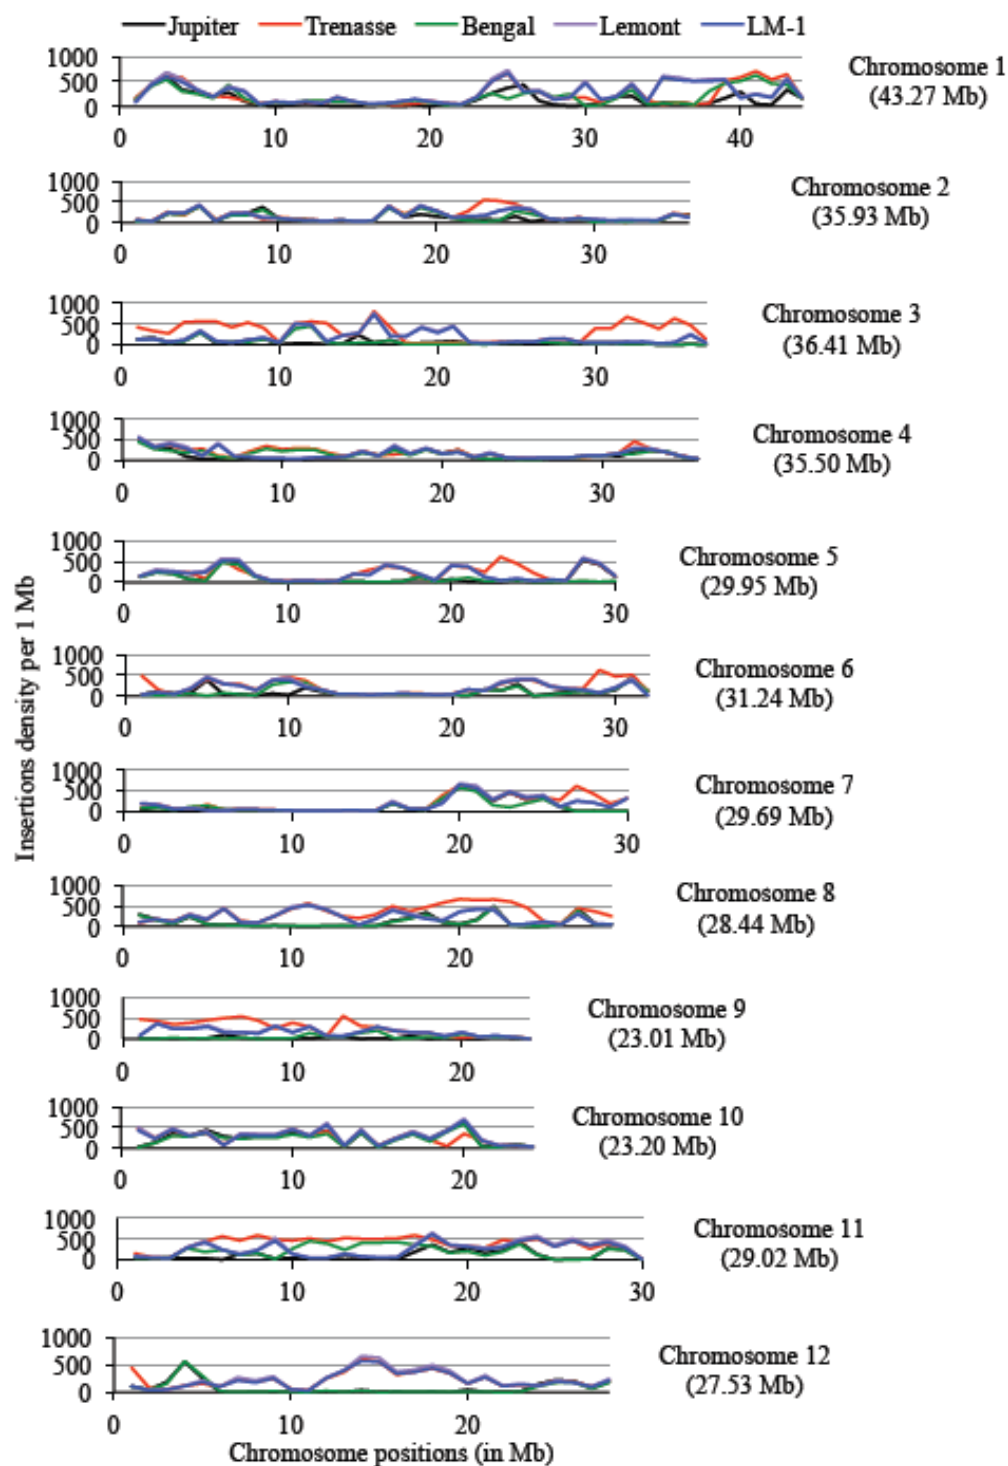 Jupiter Trenasse Bengal Lemont LM-1
1000
500
0
0 10 20 30 40
Chromosome 1
(43.27 Mb)
1000
500
0
0 10 20 30
Chromosome 2
(35.93 Mb)
1000
500
0
0 10 20 30
Chromosome 3
(36.41 Mb)
1000
500
0
0 10 20 30
Chromosome 4
(35.50 Mb)
1000
500
0
0 10 20 30
Chromosome 5
(29.95 Mb)
1000
500
0
0 10 20 30
Chromosome 6
(31.24 Mb)
1000
500
0
0 10 20 30
Chromosome 7
(29.69 Mb)
1000
500
0
0 10 20
Chromosome 8
(28.44 Mb)
1000
500
0
0 10 20
Chromosome 9
(23.01 Mb)
1000
500
0
0 10 20
Chromosome 10
(23.20 Mb)
1000
500
0
0 10 20 30
Chromosome 11
(29.02 Mb)
1000
500
0
0 10 20
Chromosome 12
(27.53 Mb)
Insertions density per 1 Mb
Chromosome positions (in Mb)